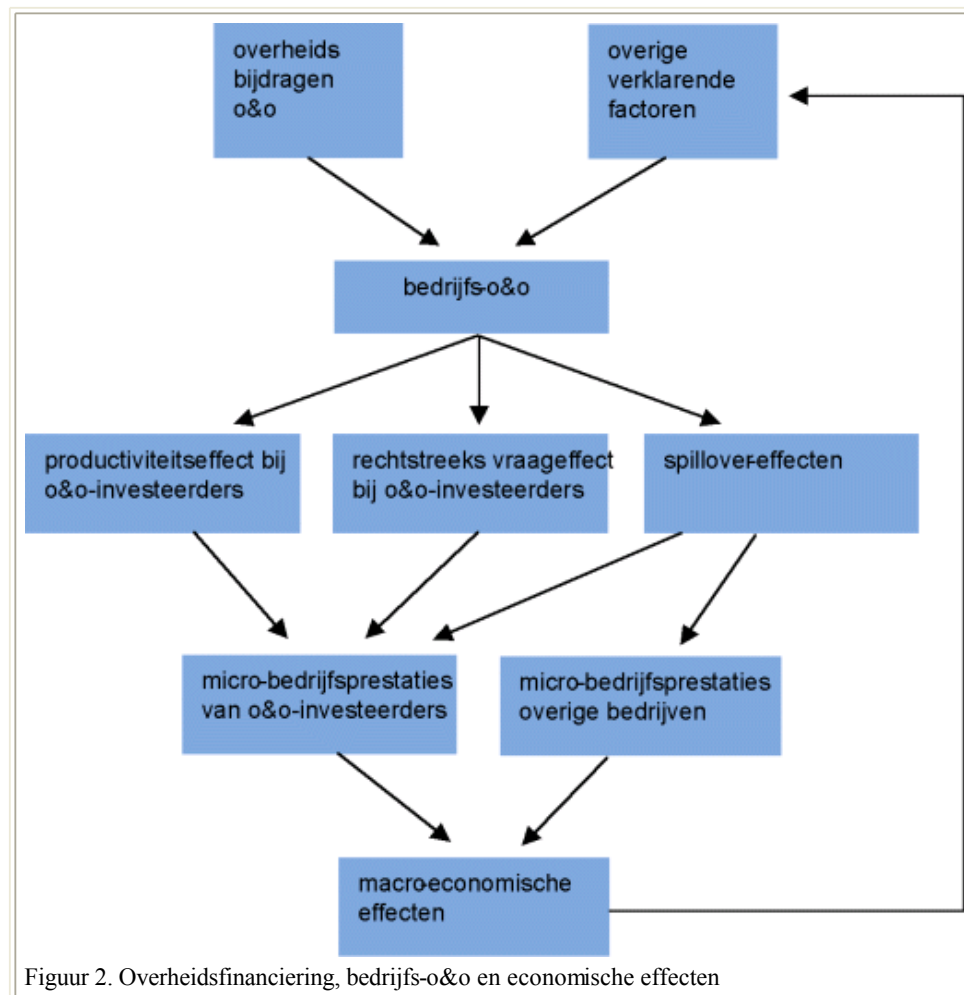 overheids
bijdragen
o&o
overige
verklarende
factoren
bedrijfs-o&o
productiviteitseffect bij
o&o-investeerders
rechtstreeks vraageffect
bij o&o-investeerders
spillover-effecten
micro-bedrijfsprestaties
van o&o-investeerders
micro-bedrijfsprestaties
overige bedrijven
macro-economische
effecten
Figuur 2. Overheidsfinanciering, bedrijfs-o&o en economische effecten